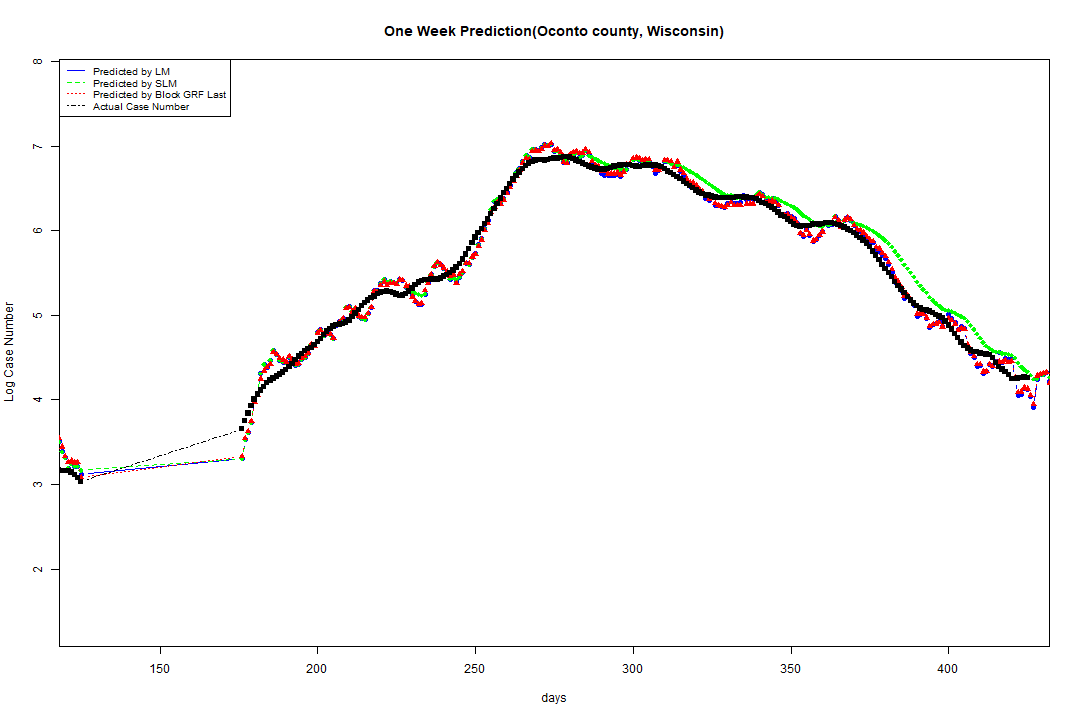 One Week Prediction(Oconto county, Wisconsin)
Predicted by LM
Predicted by SLM
Predicted by Block GRF Last
Actual Case Number
Log Case Number
8
7
6
5
4
3
2
150 200 250 300 350 400
days